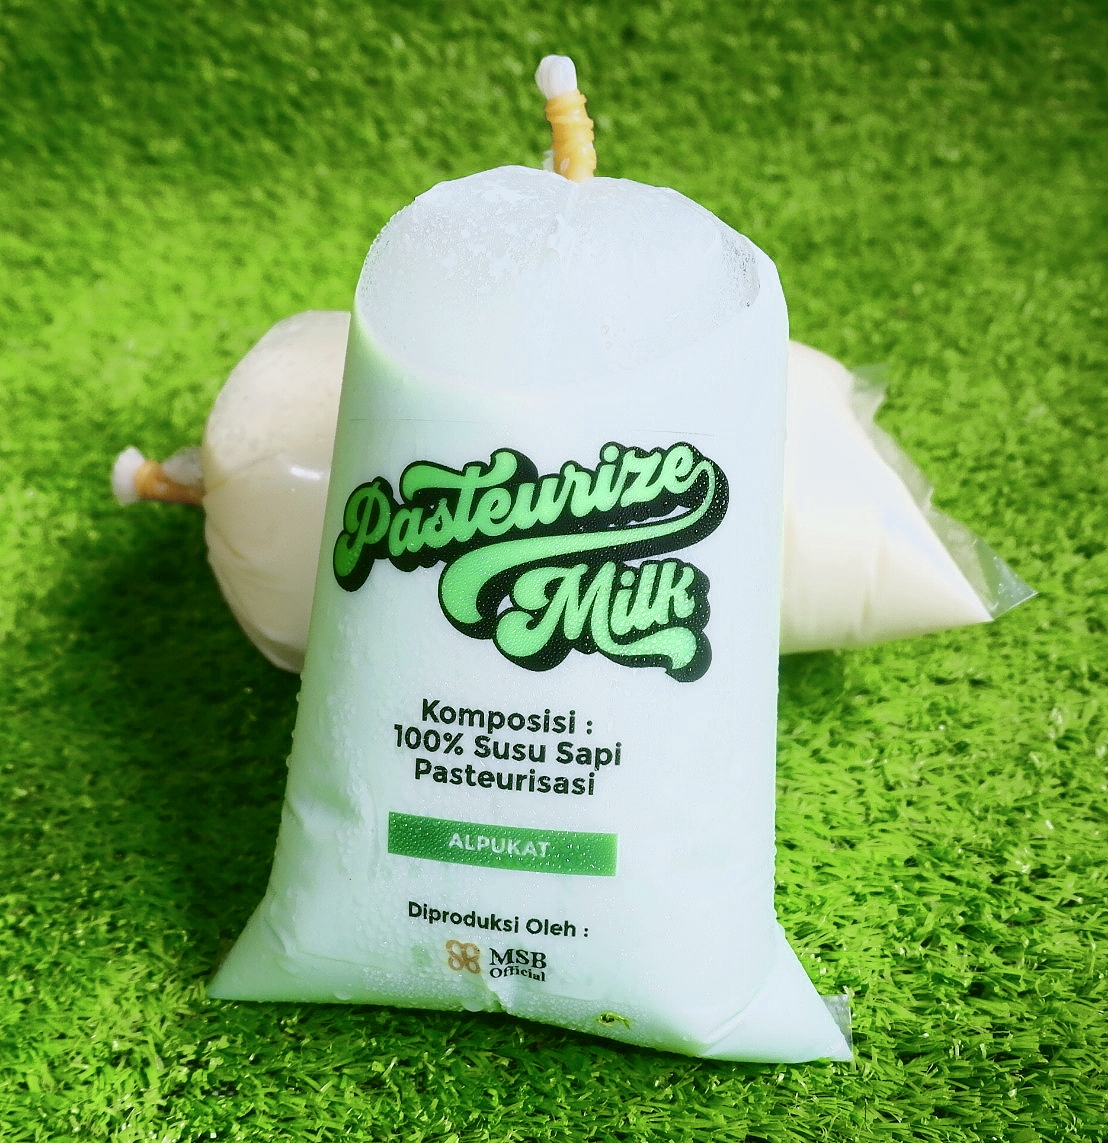 Pasteurize
Milk
Komposisi :
100% Susu Sapi
Pasteurisasi
ALPUKAT
Diproduksi Oleh :
MSB
Official